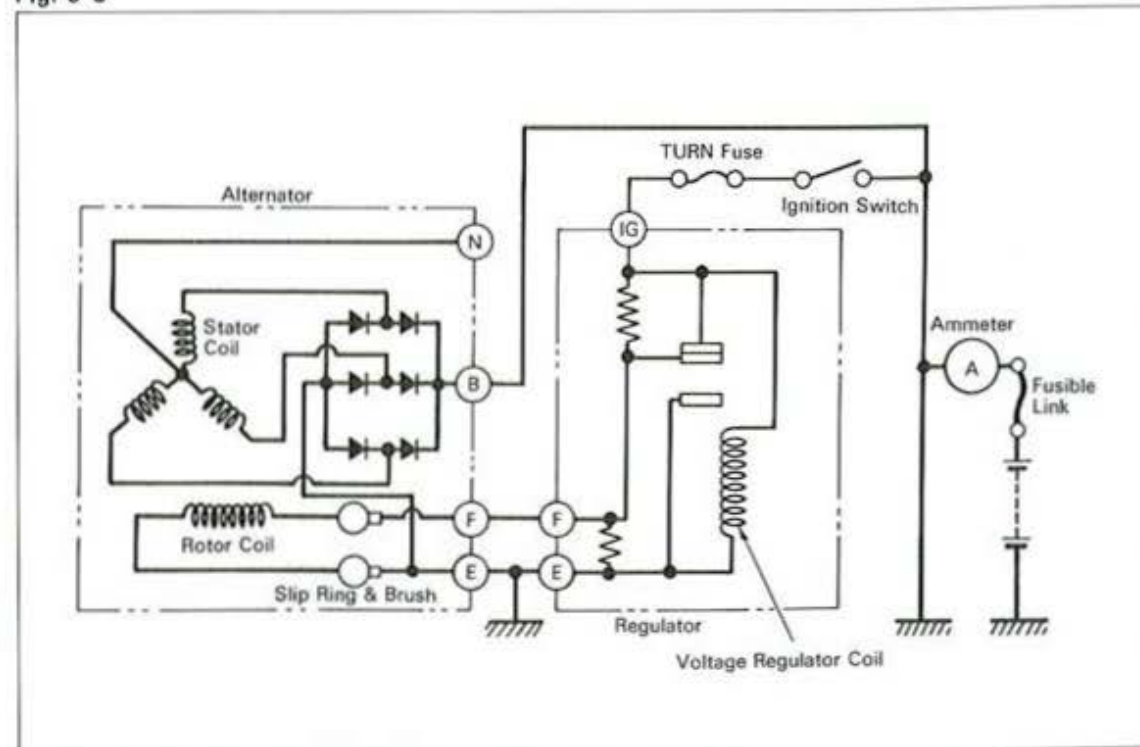 TURN Fuse
Alternator
Ignition Switch
N
IG
Stator
Coil
Ammeter
B
A
Fusible
Link
F
F
Rotor Coil
E
E
Slip Ring & Brush
Regulator
Voltage Regulator Coil